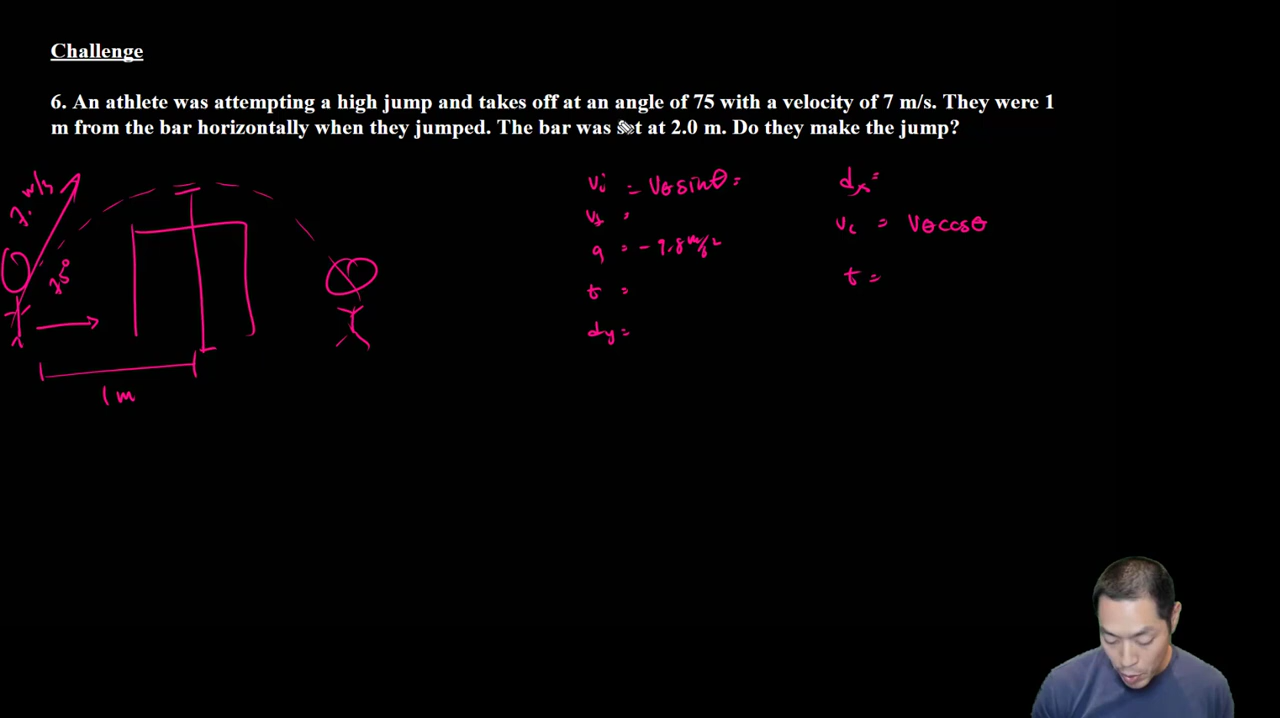 Challenge
6. An athlete was attempting a high jump and takes off at an angle of 75 with a velocity of 7 m/s. They were 1
m from the bar horizontally when they jumped. The bar was set at 2.0 m. Do they make the jump?
7. m/s
75°
1m
vi = vθ sinθ =
vf =
a = -9.8 m/s²
t =
dy =
dx =
vc = vθ cosθ
t =